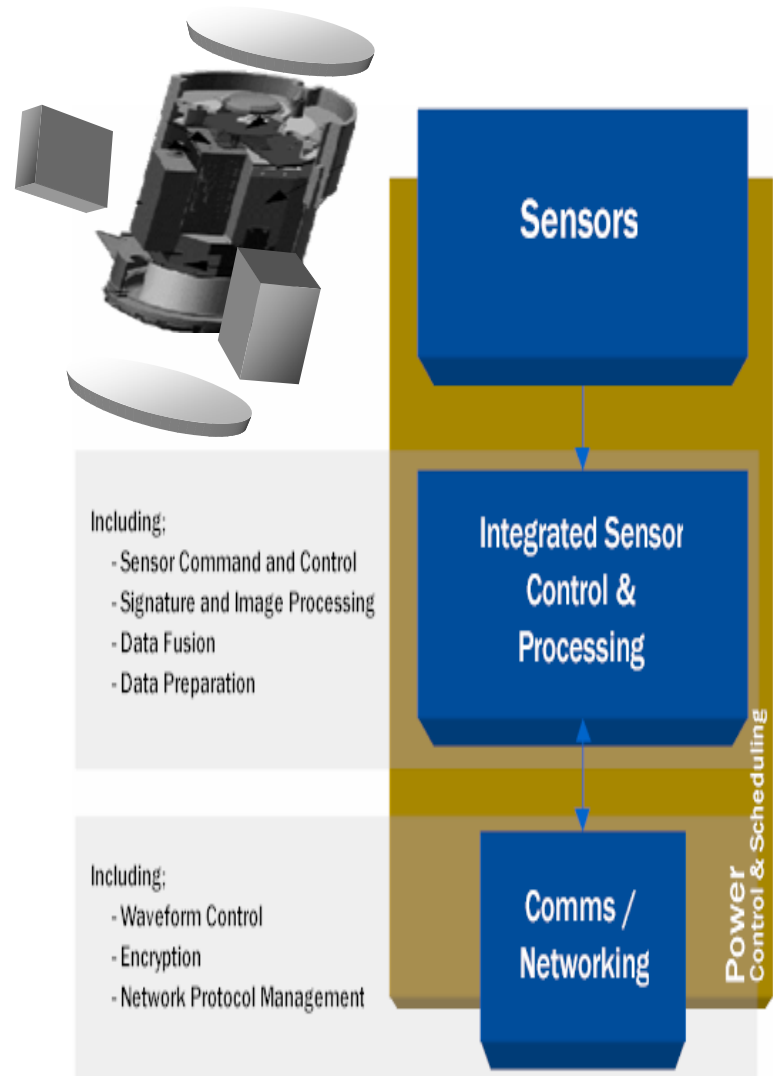 Sensors
Including;
- Sensor Command and Control
- Signature and Image Processing
- Data Fusion
- Data Preparation
Integrated Sensor
Control &
Processing
Including;
- Waveform Control
- Encryption
- Network Protocol Management
Comms /
Networking
Power
Control & Scheduling